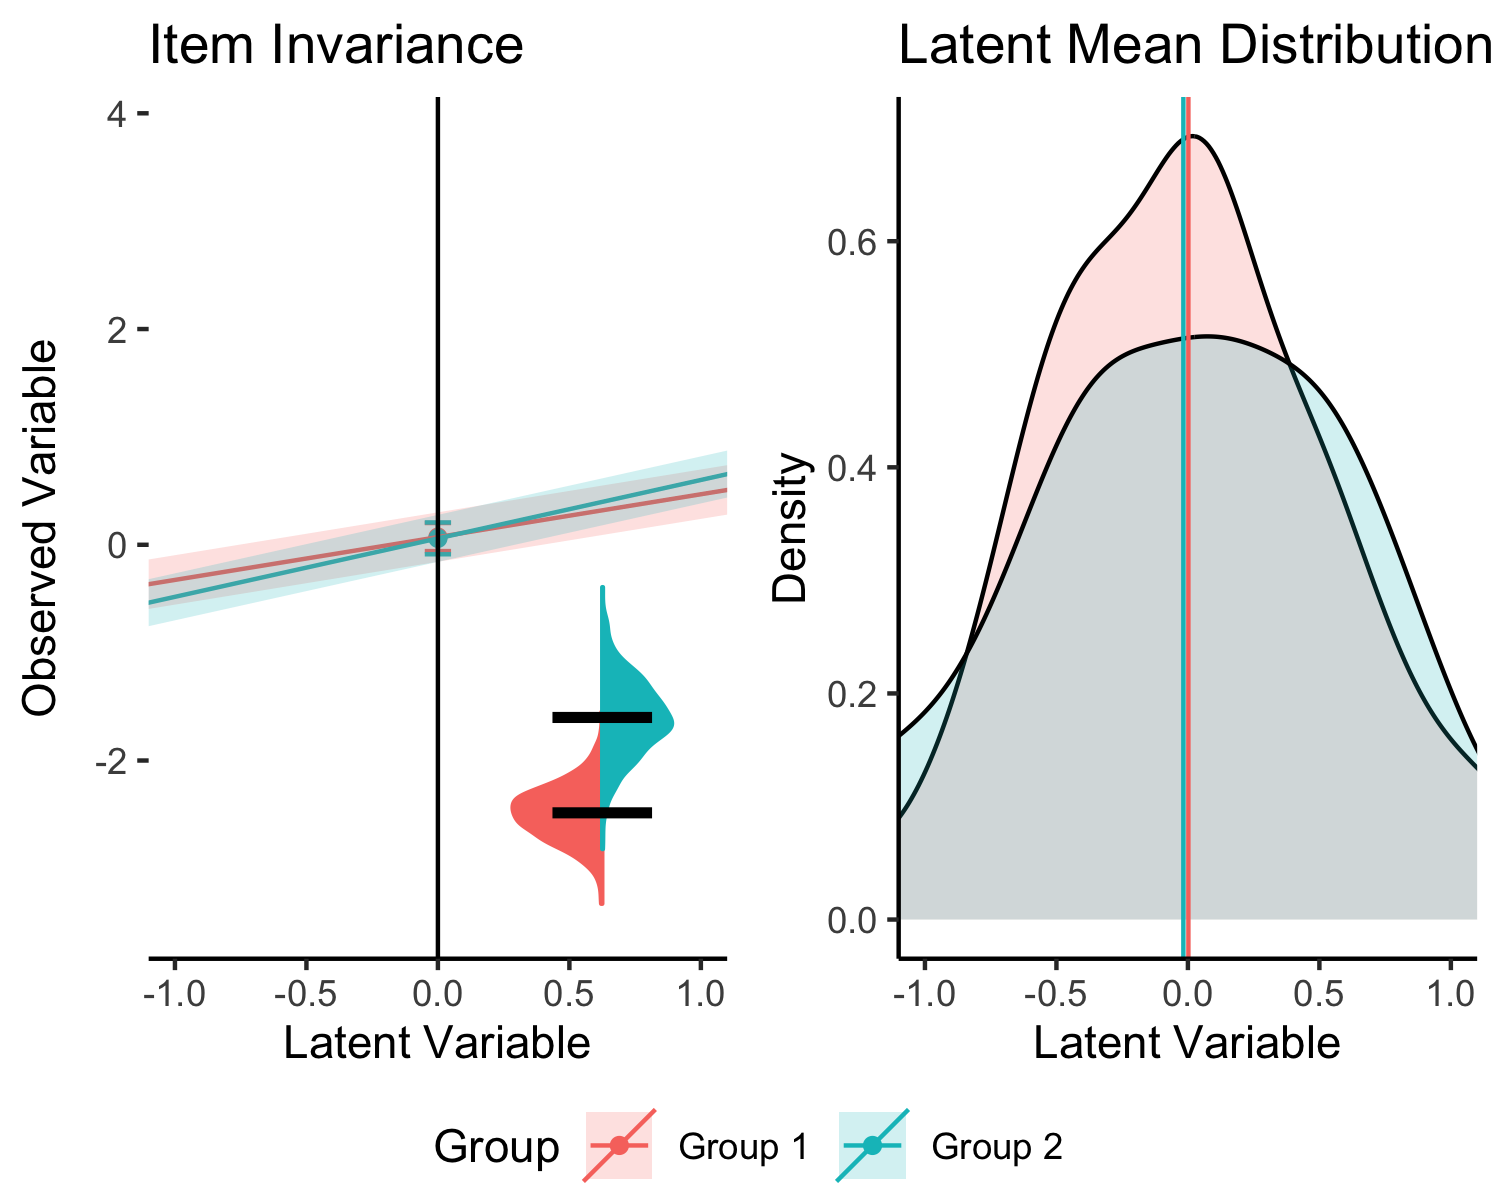 Item Invariance
Latent Mean Distribution
Observed Variable
4
2
0
-2
-1.0 -0.5 0.0 0.5 1.0
Latent Variable
Density
0.6
0.4
0.2
0.0
-1.0 -0.5 0.0 0.5 1.0
Latent Variable
Group Group 1 Group 2